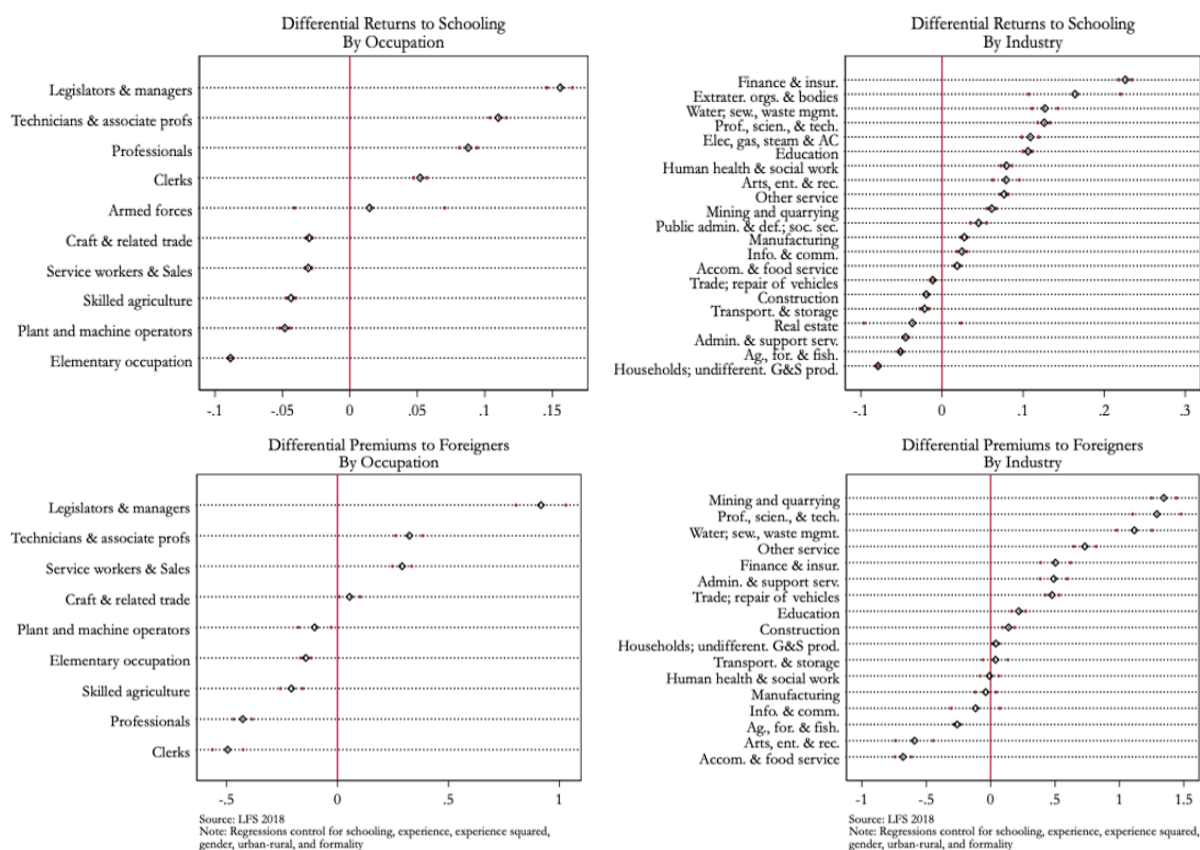 Differential Returns to Schooling
By Occupation
Legislators & managers
Technicians & associate profs
Professionals
Clerks
Armed forces
Craft & related trade
Service workers & Sales
Skilled agriculture
Plant and machine operators
Elementary occupation
-.1 -.05 0 .05 .1 .15
Differential Returns to Schooling
By Industry
Finance & insur.
Extrater. orgs. & bodies
Water; sew., waste mgmt.
Prof., scien., & tech.
Elec, gas, steam & AC
Education
Human health & social work
Arts, ent. & rec.
Other service
Mining and quarrying
Public admin. & def.; soc. sec.
Manufacturing
Info. & comm.
Accom. & food service
Trade; repair of vehicles
Construction
Transport. & storage
Real estate
Admin. & support serv.
Ag., for. & fish.
Households; undifferent. G&S prod.
-.1 0 .1 .2 .3
Differential Premiums to Foreigners
By Occupation
Legislators & managers
Technicians & associate profs
Service workers & Sales
Craft & related trade
Plant and machine operators
Elementary occupation
Skilled agriculture
Professionals
Clerks
-.5 0 .5 1
Source: LFS 2018
Note: Regressions control for schooling, experience, experience squared,
gender, urban-rural, and formality
Differential Premiums to Foreigners
By Industry
Mining and quarrying
Prof., scien., & tech.
Water; sew., waste mgmt.
Other service
Finance & insur.
Admin. & support serv.
Trade; repair of vehicles
Education
Construction
Households; undifferent. G&S prod.
Transport. & storage
Human health & social work
Manufacturing
Info. & comm.
Ag., for. & fish.
Arts, ent. & rec.
Accom. & food service
-1 -.5 0 .5 1 1.5
Source: LFS 2018
Note: Regressions control for schooling, experience, experience squared,
gender, urban-rural, and formality